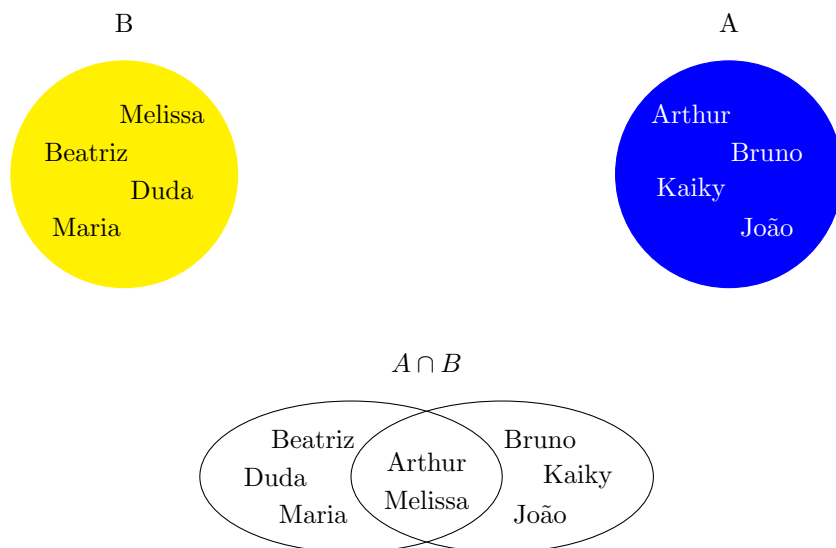 B
A
Melissa
Beatriz
Duda
Maria
Arthur
Bruno
Kaiky
João
A ∩ B
Beatriz
Duda
Maria
Arthur
Melissa
Bruno
Kaiky
João